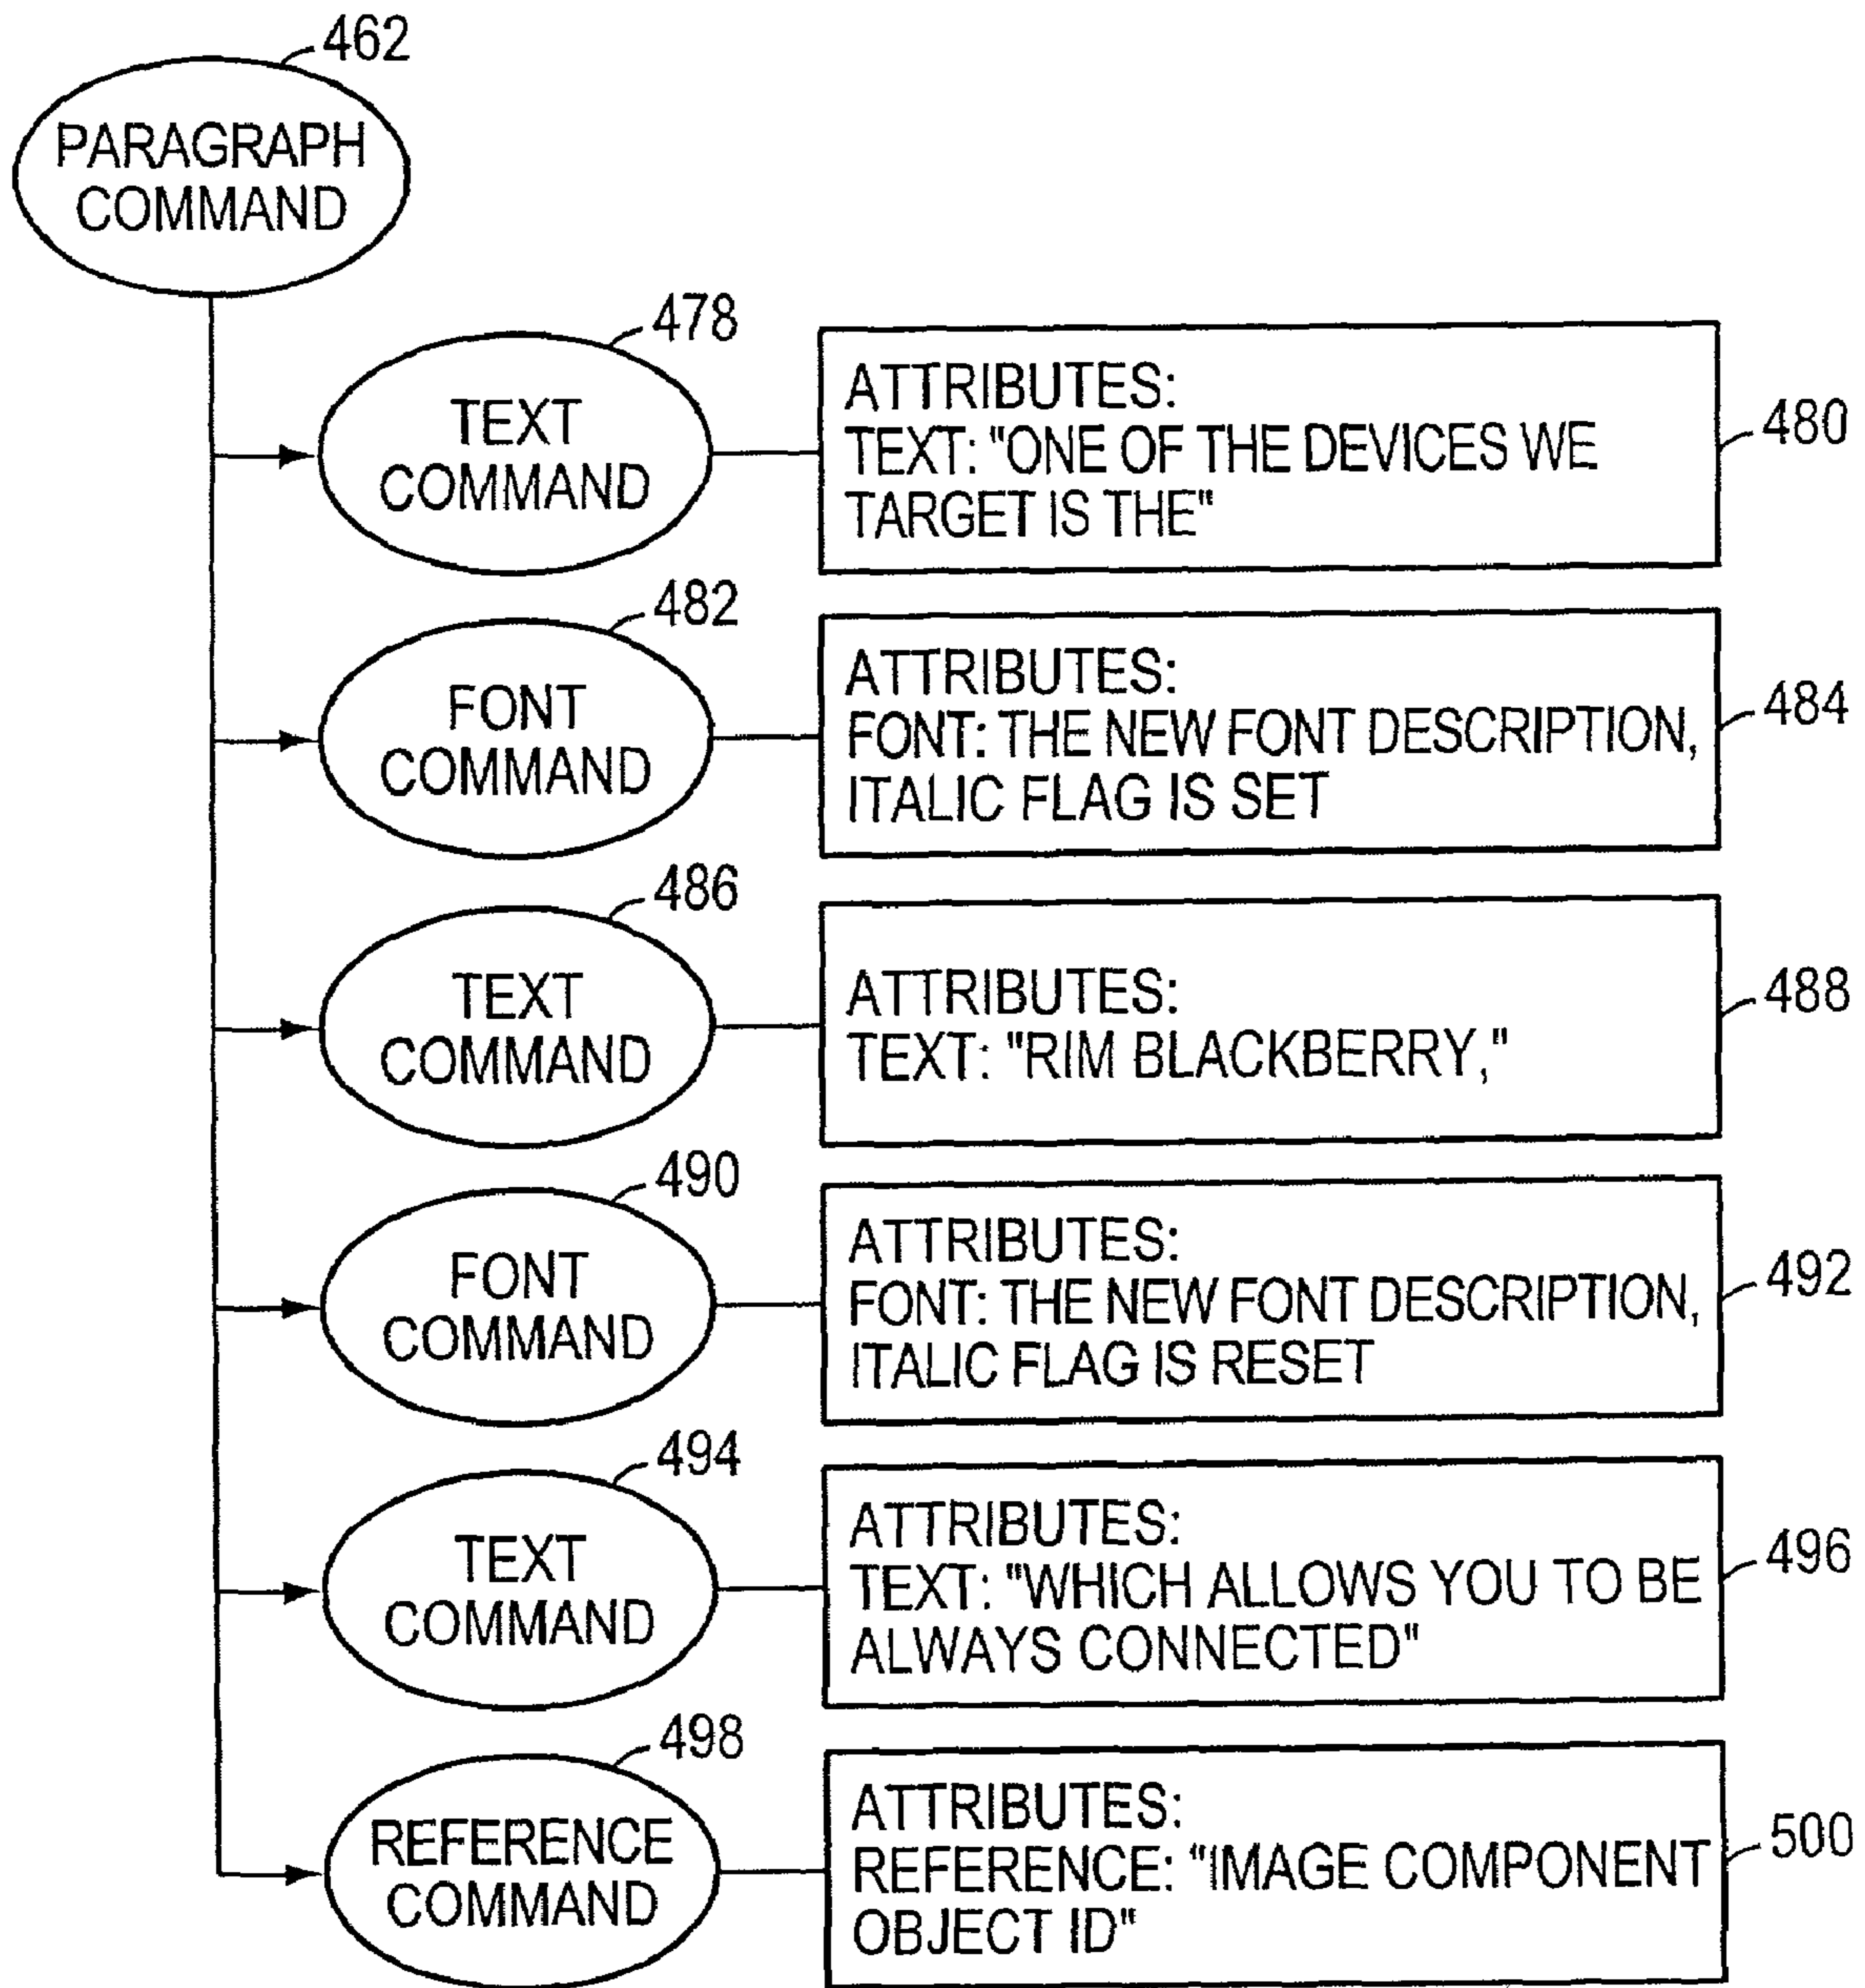 462
PARAGRAPH
COMMAND
478
TEXT
COMMAND
ATTRIBUTES:
TEXT: "ONE OF THE DEVICES WE
TARGET IS THE"
480
482
FONT
COMMAND
ATTRIBUTES:
FONT: THE NEW FONT DESCRIPTION,
ITALIC FLAG IS SET
484
486
TEXT
COMMAND
ATTRIBUTES:
TEXT: "RIM BLACKBERRY,"
488
490
FONT
COMMAND
ATTRIBUTES:
FONT: THE NEW FONT DESCRIPTION,
ITALIC FLAG IS RESET
492
494
TEXT
COMMAND
ATTRIBUTES:
TEXT: "WHICH ALLOWS YOU TO BE
ALWAYS CONNECTED"
496
498
REFERENCE
COMMAND
ATTRIBUTES:
REFERENCE: "IMAGE COMPONENT
OBJECT ID"
500